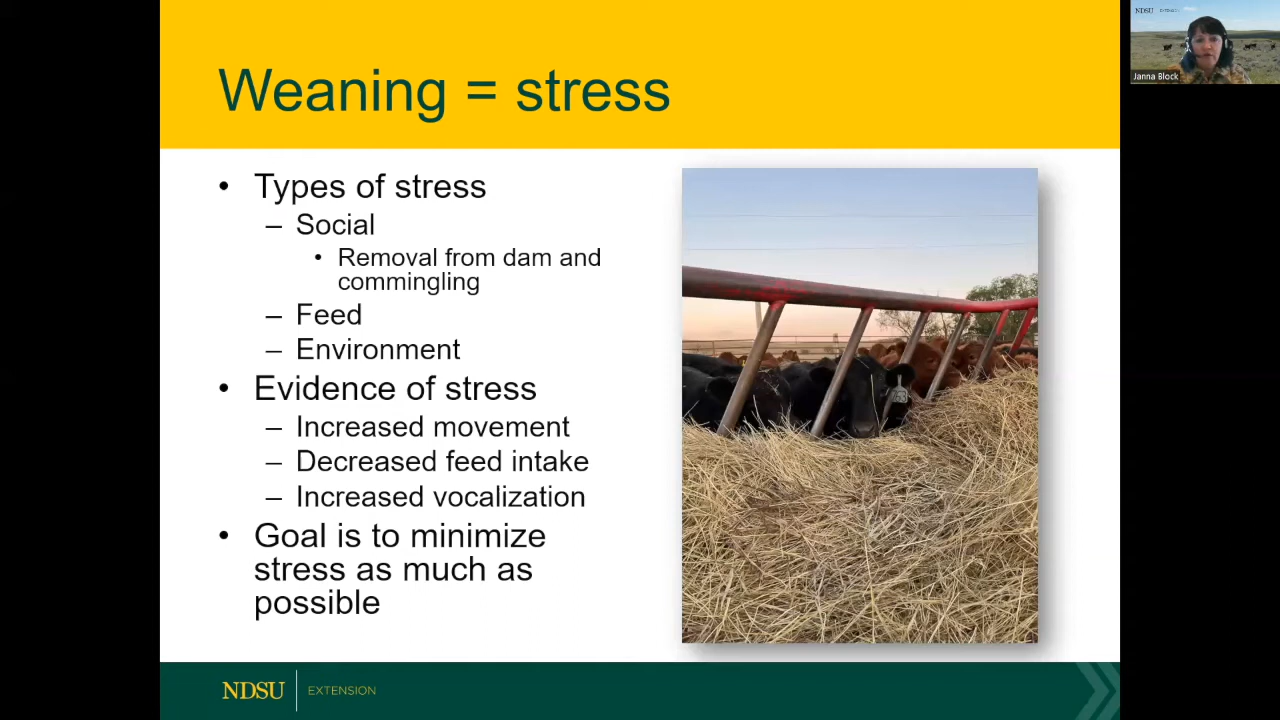 Weaning = stress
• Types of stress
– Social
• Removal from dam and
commingling
– Feed
– Environment
• Evidence of stress
– Increased movement
– Decreased feed intake
– Increased vocalization
• Goal is to minimize
stress as much as
possible
NDSU EXTENSION
NDSU
Janna Block